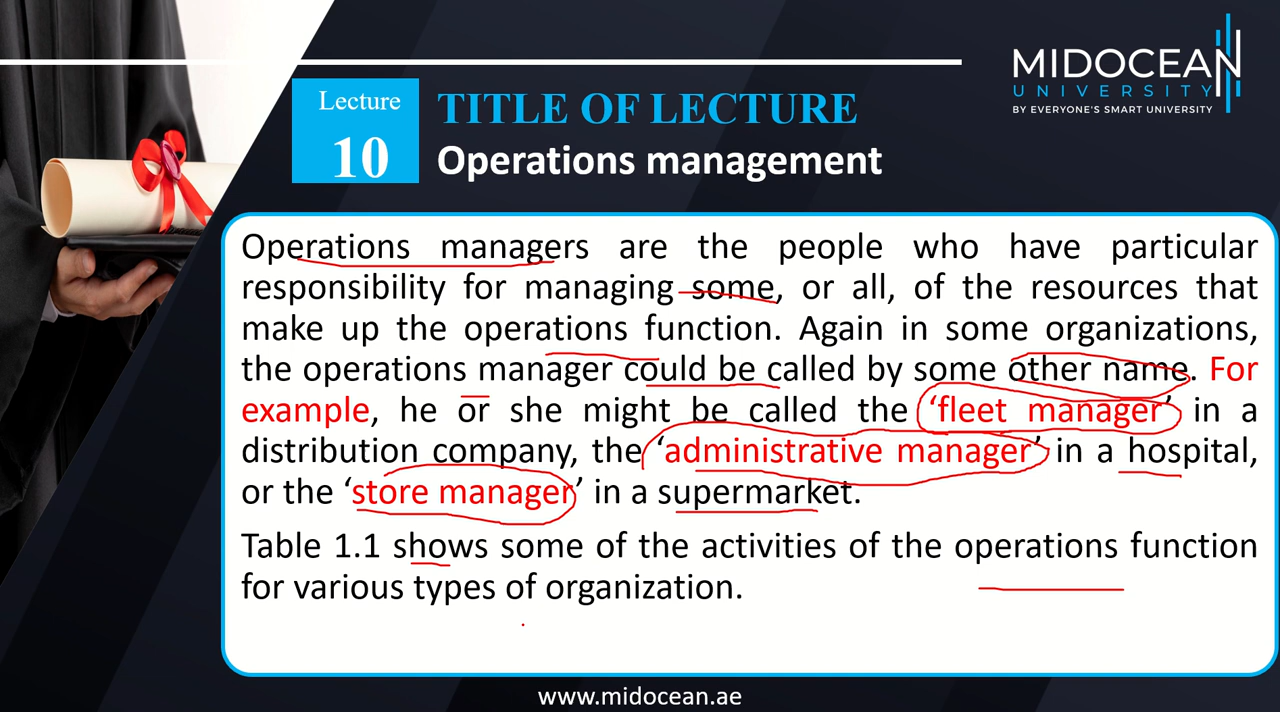 MIDOCEAN
UNIVERSITY
BY EVERYONE'S SMART UNIVERSITY
Lecture
10
TITLE OF LECTURE
Operations management
Operations managers are the people who have particular
responsibility for managing some, or all, of the resources that
make up the operations function. Again in some organizations,
the operations manager could be called by some other name. For
example, he or she might be called the ‘fleet manager’ in a
distribution company, the ‘administrative manager’ in a hospital,
or the ‘store manager’ in a supermarket.
Table 1.1 shows some of the activities of the operations function
for various types of organization.
www.midocean.ae